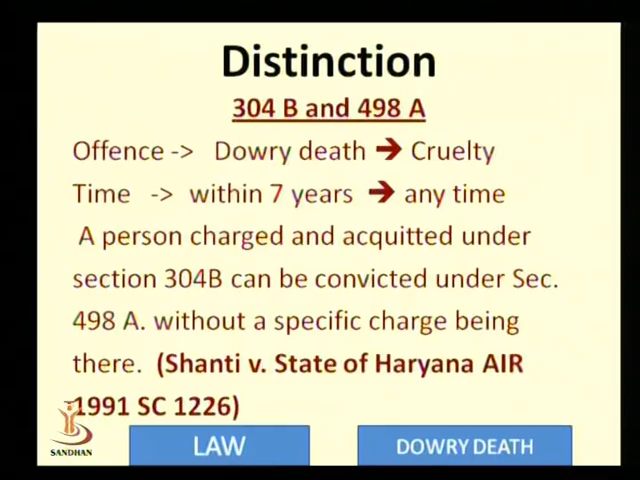 Distinction
304 B and 498 A
Offence -> Dowry death ➔ Cruelty
Time -> within 7 years ➔ any time
A person charged and acquitted under
section 304B can be convicted under Sec.
498 A. without a specific charge being
there. (Shanti v. State of Haryana AIR
1991 SC 1226)
SANDHAN
LAW
DOWRY DEATH